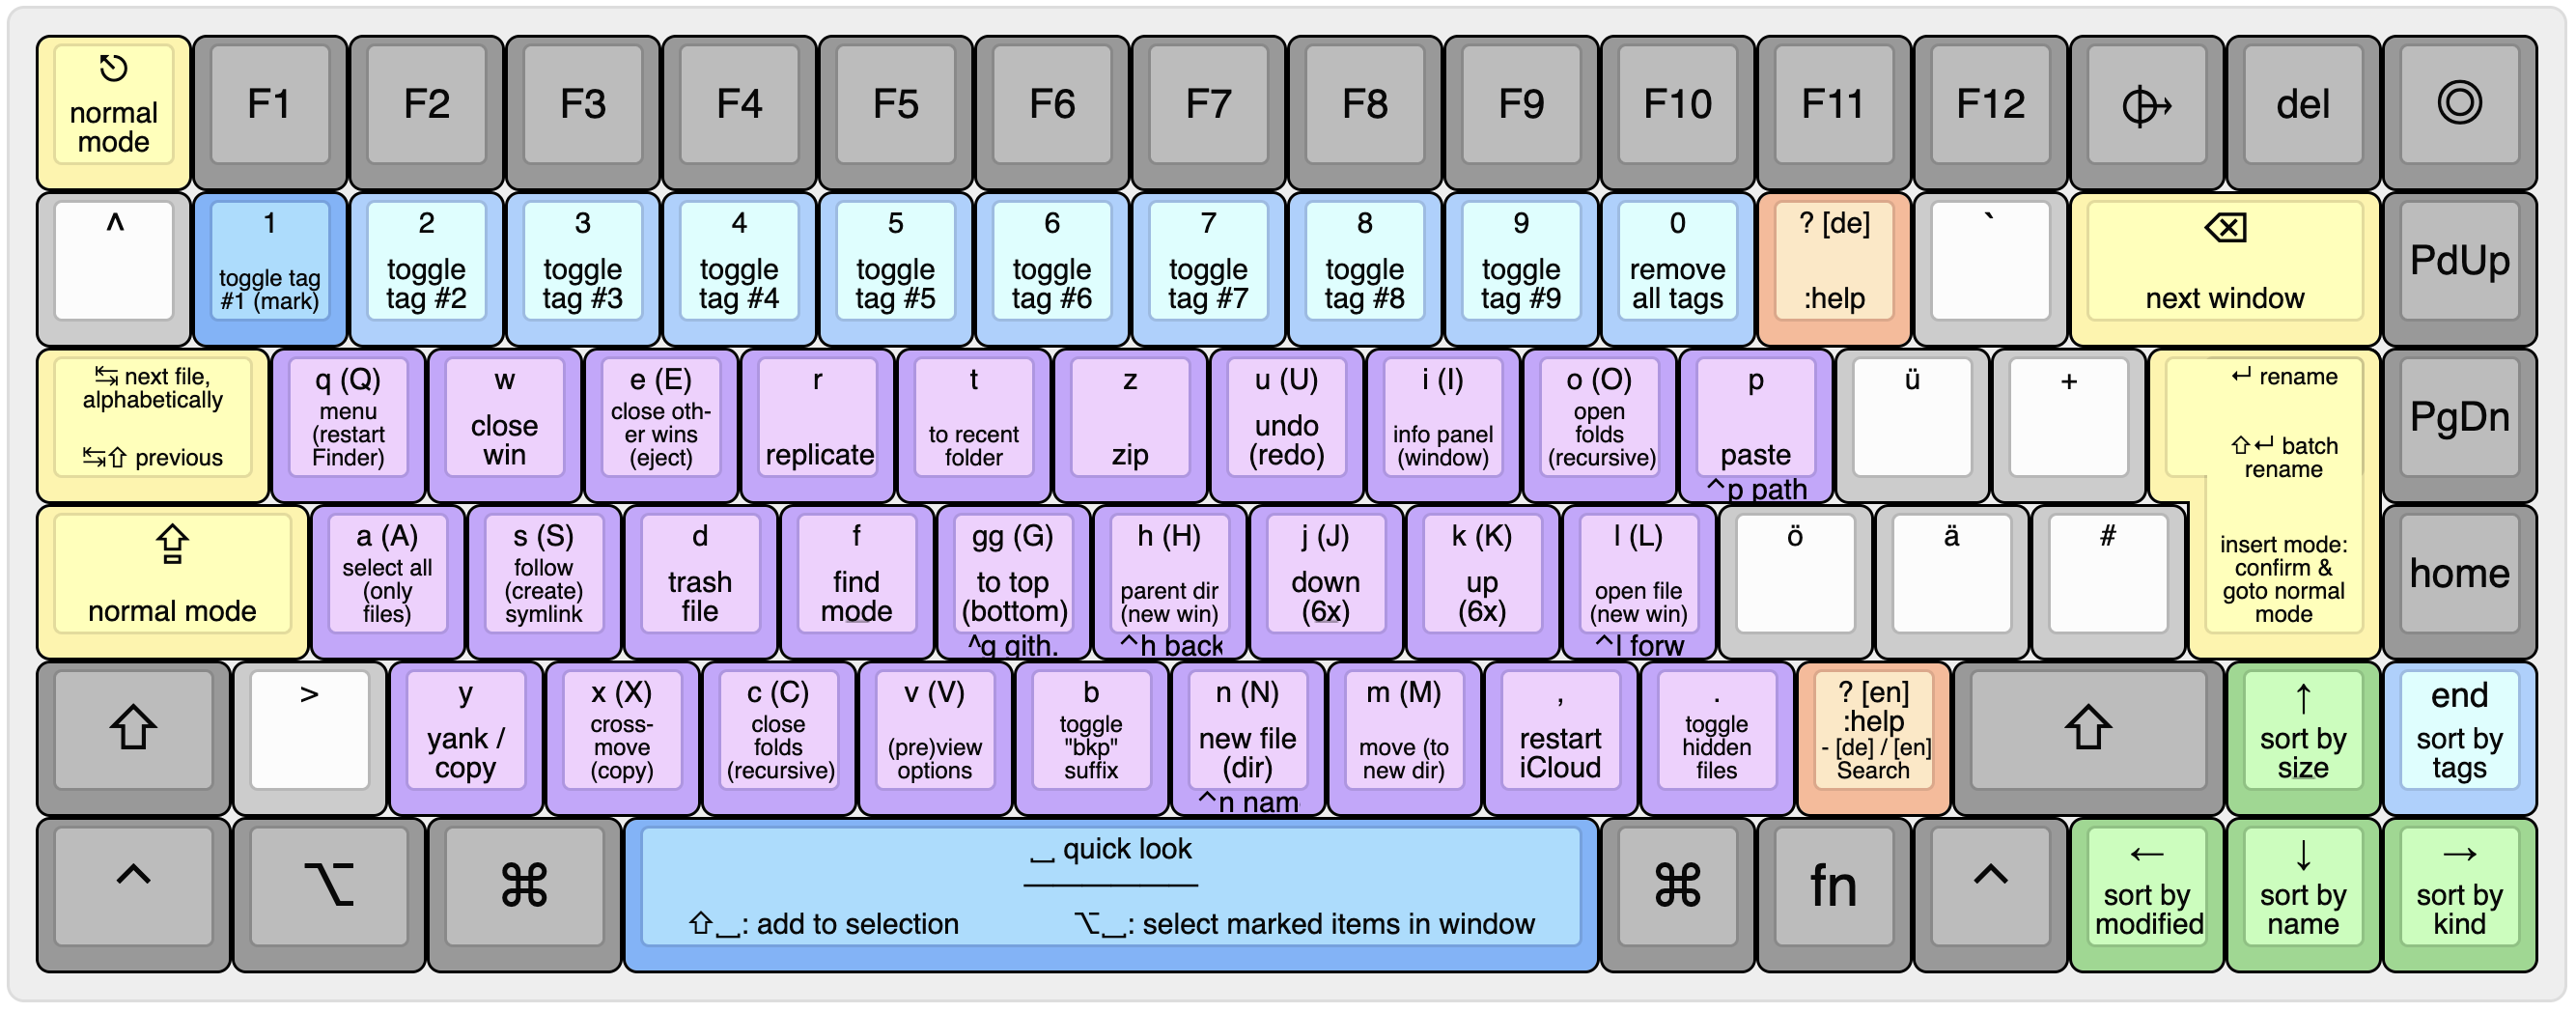 ⎋
normal
mode
F1
F2
F3
F4
F5
F6
F7
F8
F9
F10
F11
F12
⌽→
del
◎
^
1
toggle tag
#1 (mark)
2
toggle
tag #2
3
toggle
tag #3
4
toggle
tag #4
5
toggle
tag #5
6
toggle
tag #6
7
toggle
tag #7
8
toggle
tag #8
9
toggle
tag #9
0
remove
all tags
? [de]
:help
`
⌫
next window
PdUp
↹ next file,
alphabetically
↹⇧ previous
q (Q)
menu
(restart
Finder)
w
close
win
e (E)
close oth-
er wins
(eject)
r
replicate
t
to recent
folder
z
zip
u (U)
undo
(redo)
i (I)
info panel
(window)
o (O)
open
folds
(recursive)
p
paste
^p path
ü
+
↵ rename
⇧↵ batch
rename
insert mode:
confirm &
goto normal
mode
PgDn
⇪
normal mode
a (A)
select all
(only
files)
s (S)
follow
(create)
symlink
d
trash
file
f
find
mode
gg (G)
to top
(bottom)
^g gith.
h (H)
parent dir
(new win)
^h back
j (J)
down
(6x)
k (K)
up
(6x)
l (L)
open file
(new win)
^l forw
ö
ä
#
home
⇧
>
y
yank /
copy
x (X)
cross-
move
(copy)
c (C)
close
folds
(recursive)
v (V)
(pre)view
options
b
toggle
"bkp"
suffix
n (N)
new file
(dir)
^n nam
m (M)
move (to
new dir)
,
restart
iCloud
.
toggle
hidden
files
? [en]
:help
- [de] / [en]
Search
⇧
↑
sort by
size
end
sort by
tags
^
⌥
⌘
⎵ quick look
⇧⎵: add to selection
⌥⎵: select marked items in window
⌘
fn
^
←
sort by
modified
↓
sort by
name
→
sort by
kind